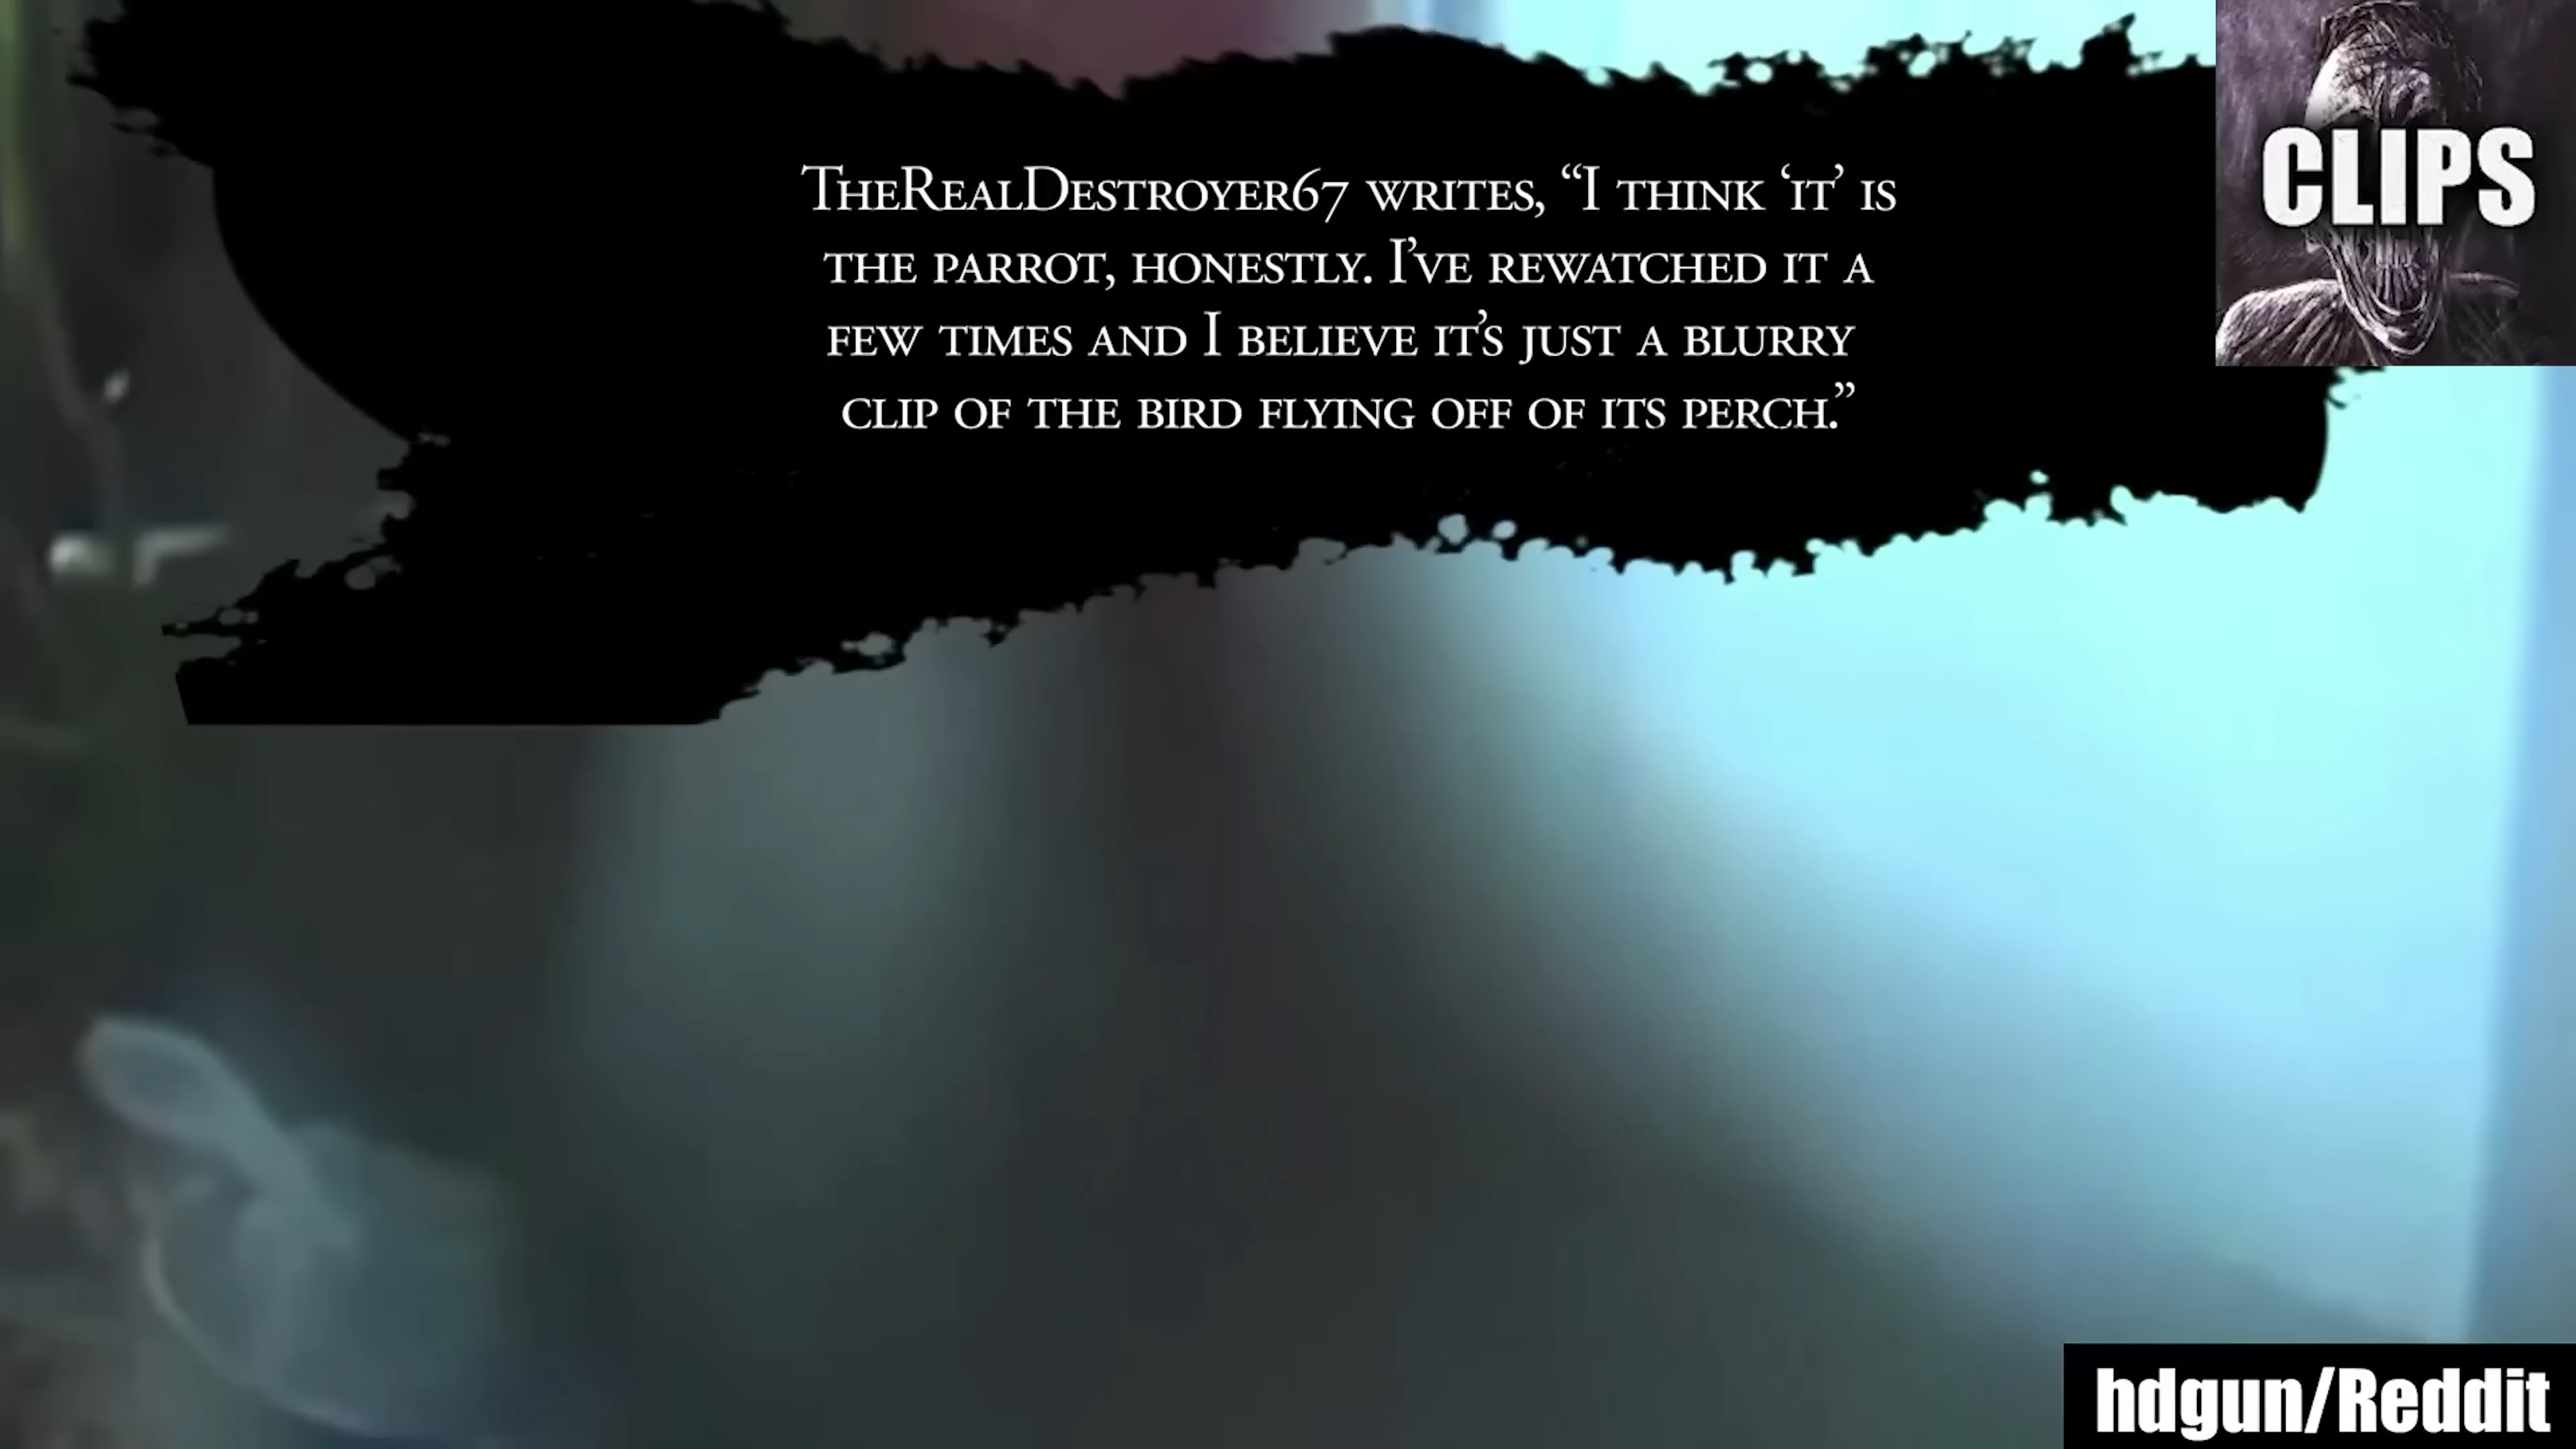 TheRealDestroyer67 writes, “I think ‘it’ is
the parrot, honestly. I’ve rewatched it a
few times and I believe it’s just a blurry
clip of the bird flying off of its perch.”
CLIPS
hdgun/Reddit